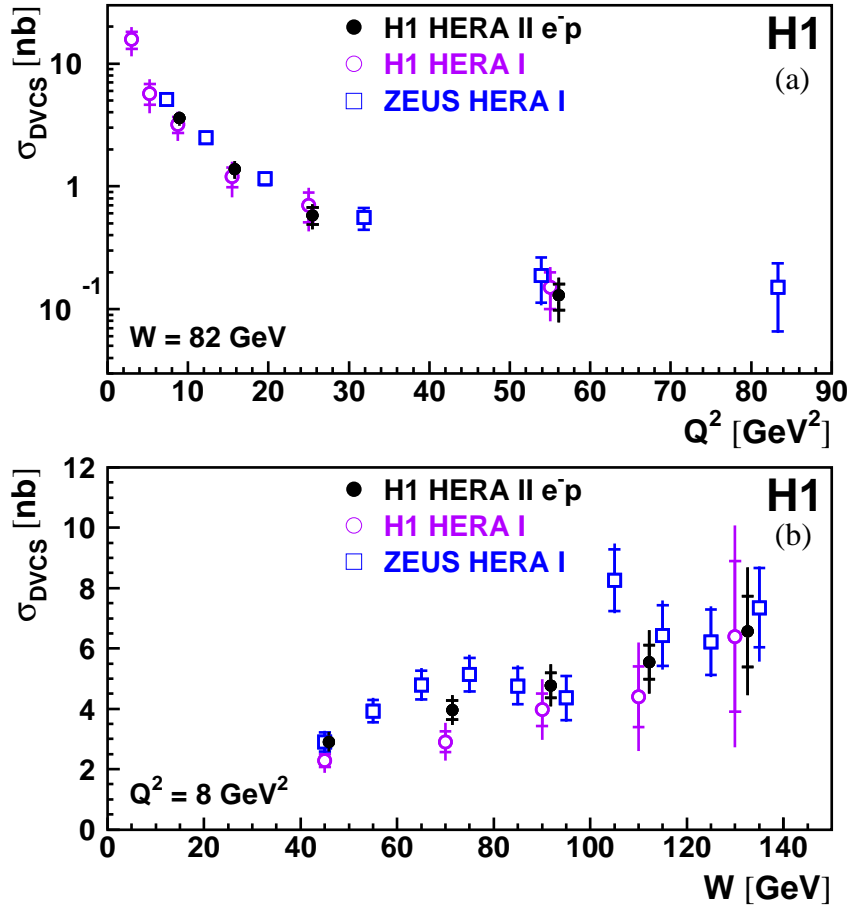 H1 HERA II e⁻p
H1
H1 HERA I
(a)
ZEUS HERA I
σ_DVCS [nb]
10
1
10⁻¹
W = 82 GeV
0 10 20 30 40 50 60 70 80 90
Q² [GeV²]
12
10
8
6
4
2
0
H1 HERA II e⁻p
H1
H1 HERA I
(b)
ZEUS HERA I
σ_DVCS [nb]
Q² = 8 GeV²
0 20 40 60 80 100 120 140
W [GeV]